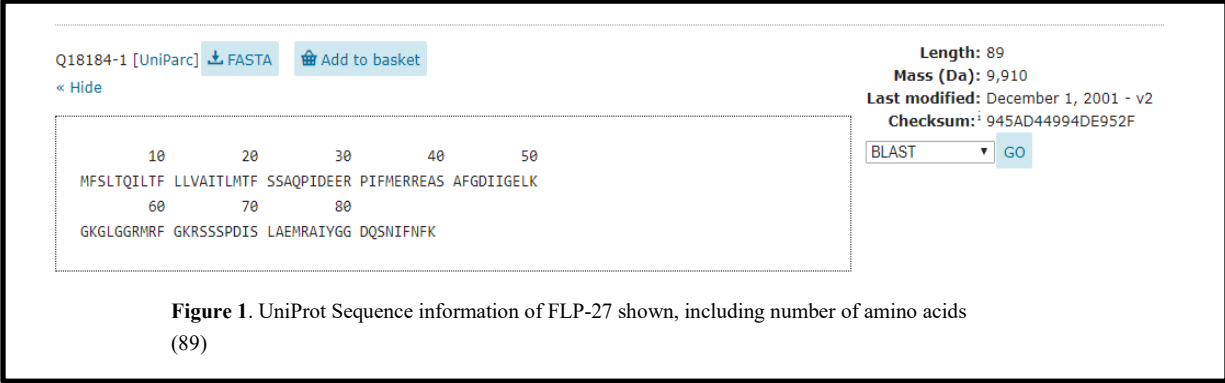 Q18184-1 [UniParc] FASTA Add to basket
« Hide
Length: 89
Mass (Da): 9,910
Last modified: December 1, 2001 - v2
Checksum:i 945AD44994DE952F
BLAST GO
10 20 30 40 50
MFSLTQILTF LLVAITLMTF SSAQPIDEER PIFMERREAS AFGDIIGELK
60 70 80
GKGLGGRMRF GKRSSSPDIS LAEMRAIYGG DQSNIFNFK
Figure 1. UniProt Sequence information of FLP-27 shown, including number of amino acids
(89)